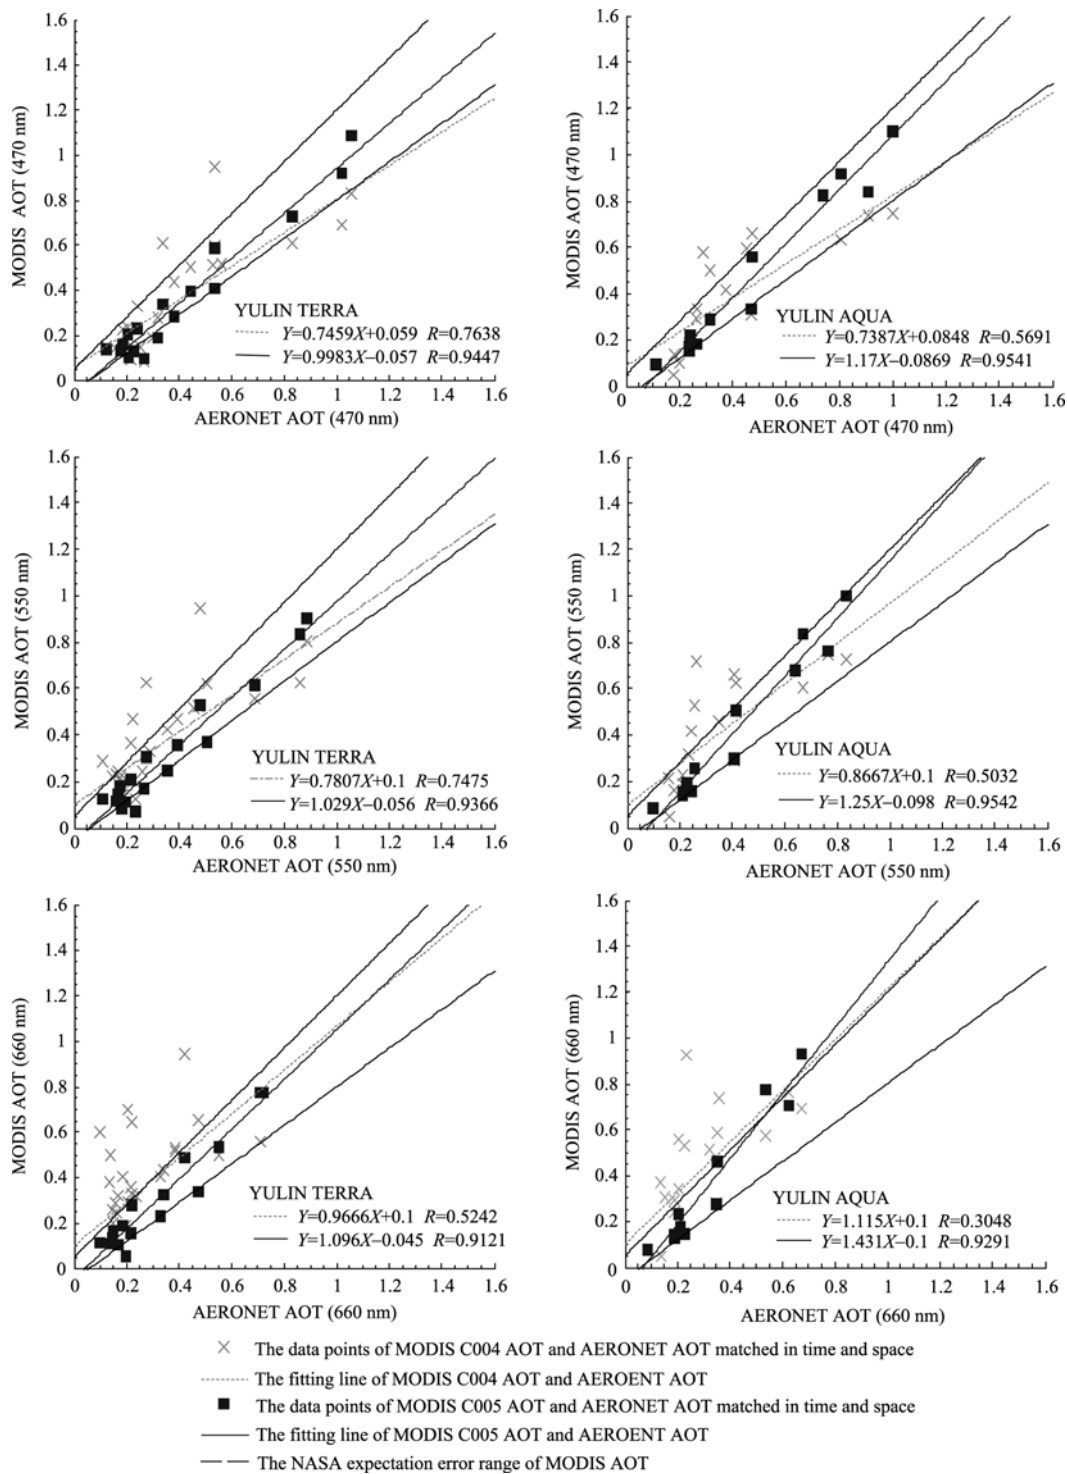 1.6
1.4
1.2
1
0.8
0.6
0.4
0.2
0
MODIS AOT (470 nm)
YULIN TERRA
Y=0.7459X+0.059 R=0.7638
Y=0.9983X−0.057 R=0.9447
0 0.2 0.4 0.6 0.8 1 1.2 1.4 1.6
AERONET AOT (470 nm)
1.6
1.4
1.2
1
0.8
0.6
0.4
0.2
0
MODIS AOT (470 nm)
YULIN AQUA
Y=0.7387X+0.0848 R=0.5691
Y=1.17X−0.0869 R=0.9541
0 0.2 0.4 0.6 0.8 1 1.2 1.4 1.6
AERONET AOT (470 nm)
1.6
1.4
1.2
1
0.8
0.6
0.4
0.2
0
MODIS AOT (550 nm)
YULIN TERRA
Y=0.7807X+0.1 R=0.7475
Y=1.029X−0.056 R=0.9366
0 0.2 0.4 0.6 0.8 1 1.2 1.4 1.6
AERONET AOT (550 nm)
1.6
1.4
1.2
1
0.8
0.6
0.4
0.2
0
MODIS AOT (550 nm)
YULIN AQUA
Y=0.8667X+0.1 R=0.5032
Y=1.25X−0.098 R=0.9542
0 0.2 0.4 0.6 0.8 1 1.2 1.4 1.6
AERONET AOT (550 nm)
1.6
1.4
1.2
1
0.8
0.6
0.4
0.2
0
MODIS AOT (660 nm)
YULIN TERRA
Y=0.9666X+0.1 R=0.5242
Y=1.096X−0.045 R=0.9121
0 0.2 0.4 0.6 0.8 1 1.2 1.4 1.6
AERONET AOT (660 nm)
1.6
1.4
1.2
1
0.8
0.6
0.4
0.2
0
MODIS AOT (660 nm)
YULIN AQUA
Y=1.115X+0.1 R=0.3048
Y=1.431X−0.1 R=0.9291
0 0.2 0.4 0.6 0.8 1 1.2 1.4 1.6
AERONET AOT (660 nm)
The data points of MODIS C004 AOT and AERONET AOT matched in time and space
The fitting line of MODIS C004 AOT and AEROENT AOT
The data points of MODIS C005 AOT and AERONET AOT matched in time and space
The fitting line of MODIS C005 AOT and AEROENT AOT
The NASA expectation error range of MODIS AOT